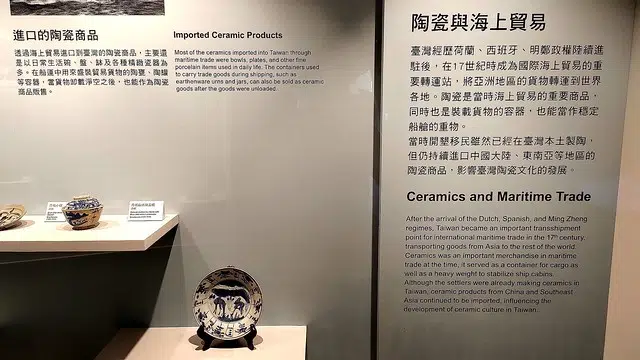 進口的陶瓷商品
透過海上貿易進口到臺灣的陶瓷商品，主要還
是以日常生活碗、盤、缽及各種精緻瓷器為
多。在船運中用來盛裝貿易貨物的陶甕、陶罐
等容器，當貨物卸載淨空之後，也能作為陶瓷
商品販售。
Imported Ceramic Products
Most of the ceramics imported into Taiwan through
maritime trade were bowls, plates, and other fine
porcelain items used in daily life. The containers used
to carry trade goods during shipping, such as
earthenware urns and jars, can also be sold as ceramic
goods after the goods were unloaded.
陶瓷與海上貿易
臺灣經歷荷蘭、西班牙、明鄭政權陸續進
駐後，在17世紀時成為國際海上貿易的重
要轉運站，將亞洲地區的貨物轉運到世界
各地。陶瓷是當時海上貿易的重要商品，
同時也是裝載貨物的容器，也能當作穩定
船艙的重物。
當時開墾移民雖然已經在臺灣本土製陶，
但仍持續進口中國大陸、東南亞等地區的
陶瓷商品，影響臺灣陶瓷文化的發展。
Ceramics and Maritime Trade
After the arrival of the Dutch, Spanish, and Ming Zheng
regimes, Taiwan became an important transshipment
point for international maritime trade in the 17th century,
transporting goods from Asia to the rest of the world.
Ceramics was an important merchandise in maritime
trade at the time; it served as a container for cargo as
well as a heavy weight to stabilize ship cabins.
Although the settlers were already making ceramics in
Taiwan, ceramic products from China and Southeast
Asia continued to be imported, influencing the
development of ceramic culture in Taiwan.